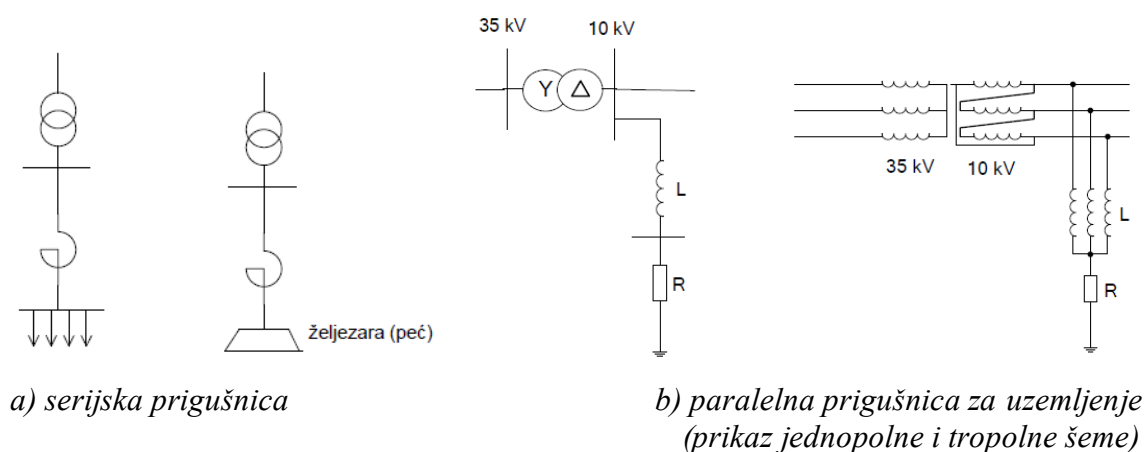 35 kV
10 kV
Y Δ
L
R
35 kV
10 kV
L
R
željezara (peć)
a) serijska prigušnica
b) paralelna prigušnica za uzemljenje
(prikaz jednopolne i tropolne šeme)